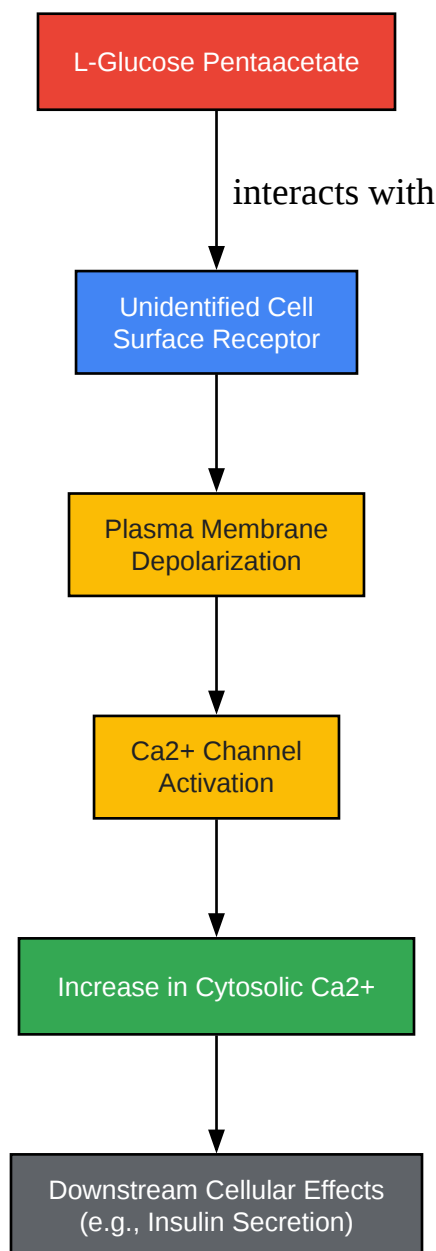 L-Glucose Pentaacetate
interacts with
Unidentified Cell
Surface Receptor
Plasma Membrane
Depolarization
Ca2+ Channel
Activation
Increase in Cytosolic Ca2+
Downstream Cellular Effects
(e.g., Insulin Secretion)